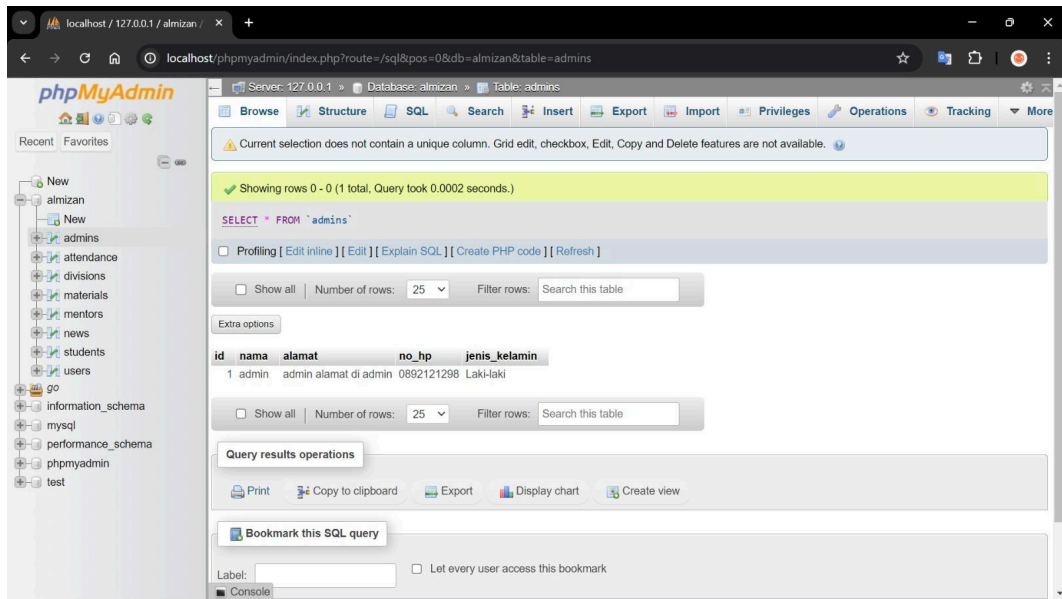 localhost / 127.0.0.1 / almizan /
localhost/phpmyadmin/index.php?route=/sql&pos=0&db=almizan&table=admins
phpMyAdmin
Recent Favorites
New
almizan
New
admins
attendance
divisions
materials
mentors
news
students
users
go
information_schema
mysql
performance_schema
phpmyadmin
test
Server: 127.0.0.1 » Database: almizan » Table: admins
Browse Structure SQL Search Insert Export Import Privileges Operations Tracking More
Current selection does not contain a unique column. Grid edit, checkbox, Edit, Copy and Delete features are not available.
Showing rows 0 - 0 (1 total, Query took 0.0002 seconds.)
SELECT * FROM `admins`
Profiling [ Edit inline ] [ Edit ] [ Explain SQL ] [ Create PHP code ] [ Refresh ]
Show all | Number of rows: 25 Filter rows: Search this table
Extra options
id nama alamat no_hp jenis_kelamin
1 admin admin alamat di admin 0892121298 Laki-laki
Show all | Number of rows: 25 Filter rows: Search this table
Query results operations
Print Copy to clipboard Export Display chart Create view
Bookmark this SQL query
Label: Let every user access this bookmark
Console